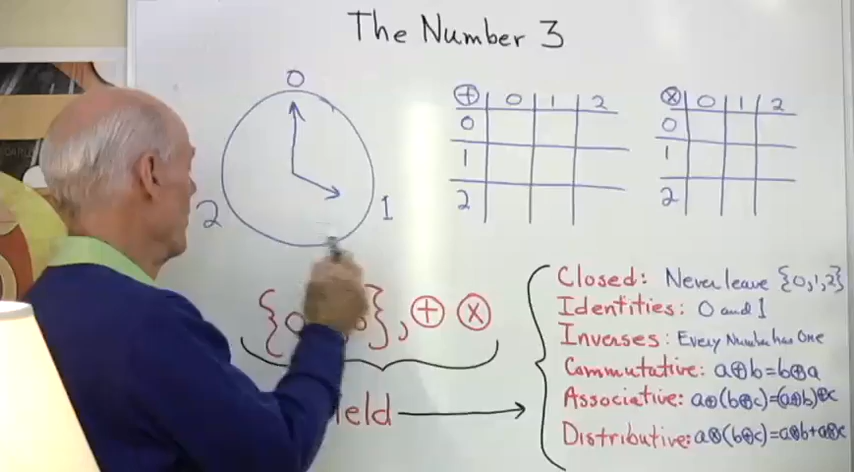 The Number 3
0
2 1
⊕ 0 1 2
0
1
2
⊗ 0 1 2
0
1
2
{0 }, ⊕ ⊗
ield
Closed: Never leave {0,1,2}
Identities: 0 and 1
Inverses: Every Number has One
Commutative: a⊕b=b⊕a
Associative: a⊕(b⊕c)=(a⊕b)⊕c
Distributive: a⊗(b⊕c)=a⊗b+a⊗c